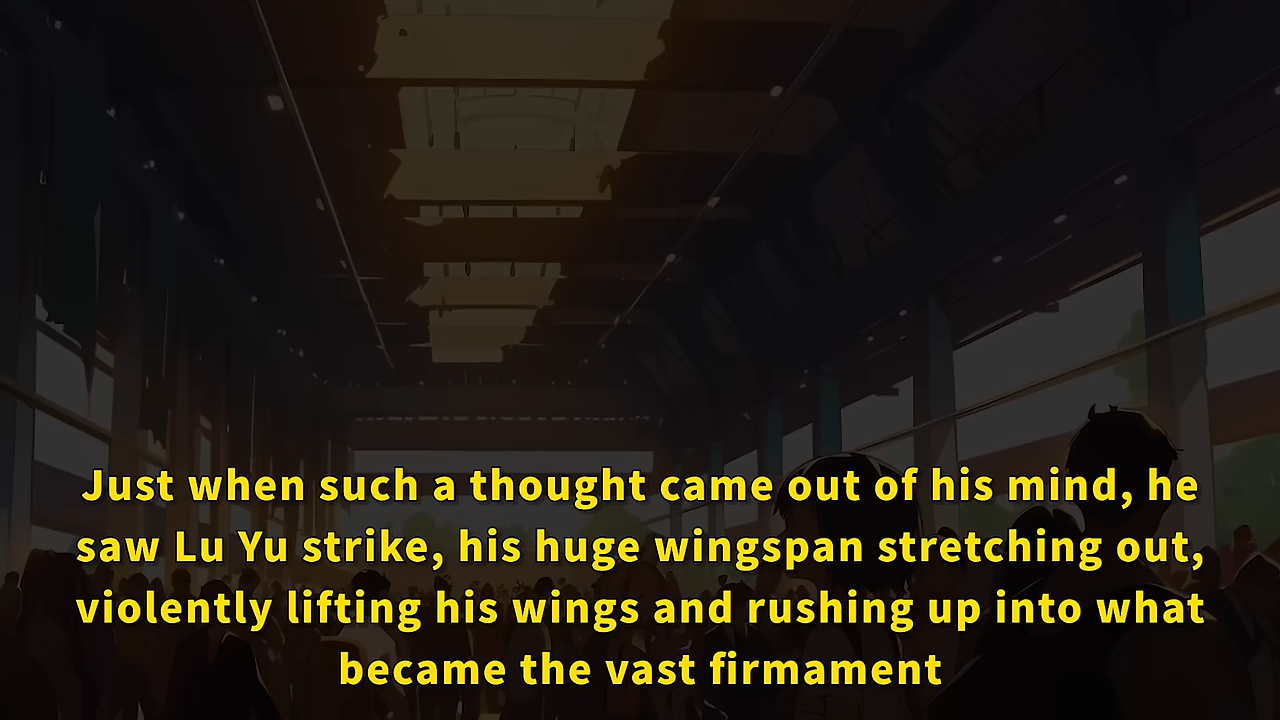 Just when such a thought came out of his mind, he
saw Lu Yu strike, his huge wingspan stretching out,
violently lifting his wings and rushing up into what
became the vast firmament